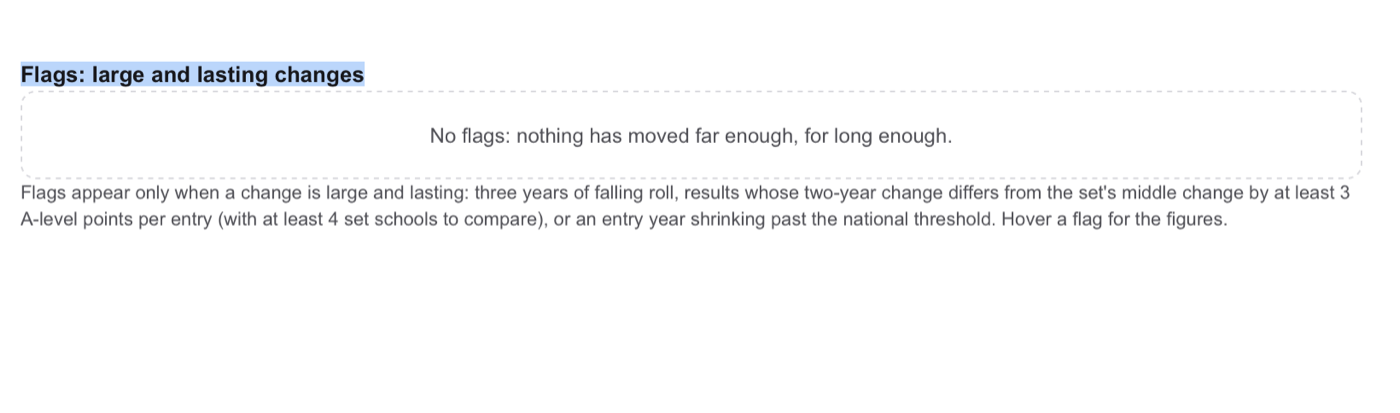 Flags: large and lasting changes
No flags: nothing has moved far enough, for long enough.
Flags appear only when a change is large and lasting: three years of falling roll, results whose two-year change differs from the set's middle change by at least 3
A-level points per entry (with at least 4 set schools to compare), or an entry year shrinking past the national threshold. Hover a flag for the figures.